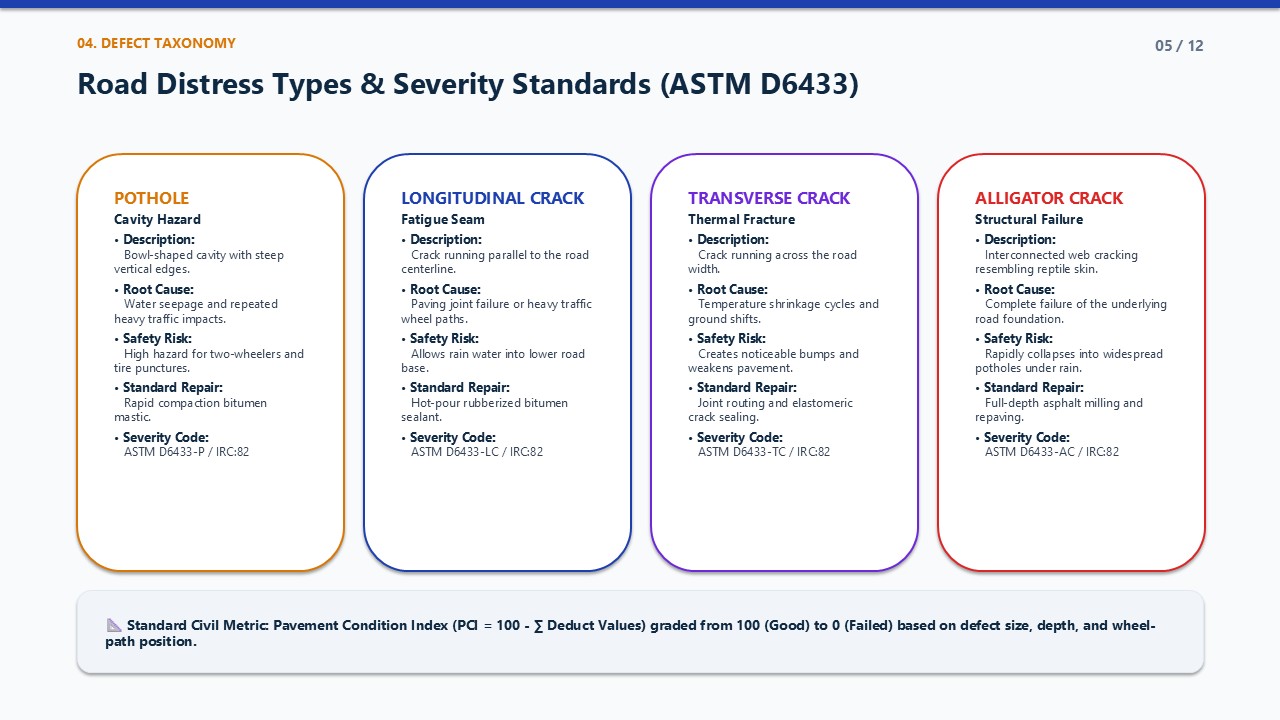 04. DEFECT TAXONOMY
05 / 12
Road Distress Types & Severity Standards (ASTM D6433)
POTHOLE
Cavity Hazard
• Description:
Bowl-shaped cavity with steep
vertical edges.
• Root Cause:
Water seepage and repeated
heavy traffic impacts.
• Safety Risk:
High hazard for two-wheelers and
tire punctures.
• Standard Repair:
Rapid compaction bitumen
mastic.
• Severity Code:
ASTM D6433-P / IRC:82
LONGITUDINAL CRACK
Fatigue Seam
• Description:
Crack running parallel to the road
centerline.
• Root Cause:
Paving joint failure or heavy traffic
wheel paths.
• Safety Risk:
Allows rain water into lower road
base.
• Standard Repair:
Hot-pour rubberized bitumen
sealant.
• Severity Code:
ASTM D6433-LC / IRC:82
TRANSVERSE CRACK
Thermal Fracture
• Description:
Crack running across the road
width.
• Root Cause:
Temperature shrinkage cycles and
ground shifts.
• Safety Risk:
Creates noticeable bumps and
weakens pavement.
• Standard Repair:
Joint routing and elastomeric
crack sealing.
• Severity Code:
ASTM D6433-TC / IRC:82
ALLIGATOR CRACK
Structural Failure
• Description:
Interconnected web cracking
resembling reptile skin.
• Root Cause:
Complete failure of the underlying
road foundation.
• Safety Risk:
Rapidly collapses into widespread
potholes under rain.
• Standard Repair:
Full-depth asphalt milling and
repaving.
• Severity Code:
ASTM D6433-AC / IRC:82
📐 Standard Civil Metric: Pavement Condition Index (PCI = 100 - ∑ Deduct Values) graded from 100 (Good) to 0 (Failed) based on defect size, depth, and wheel-
path position.